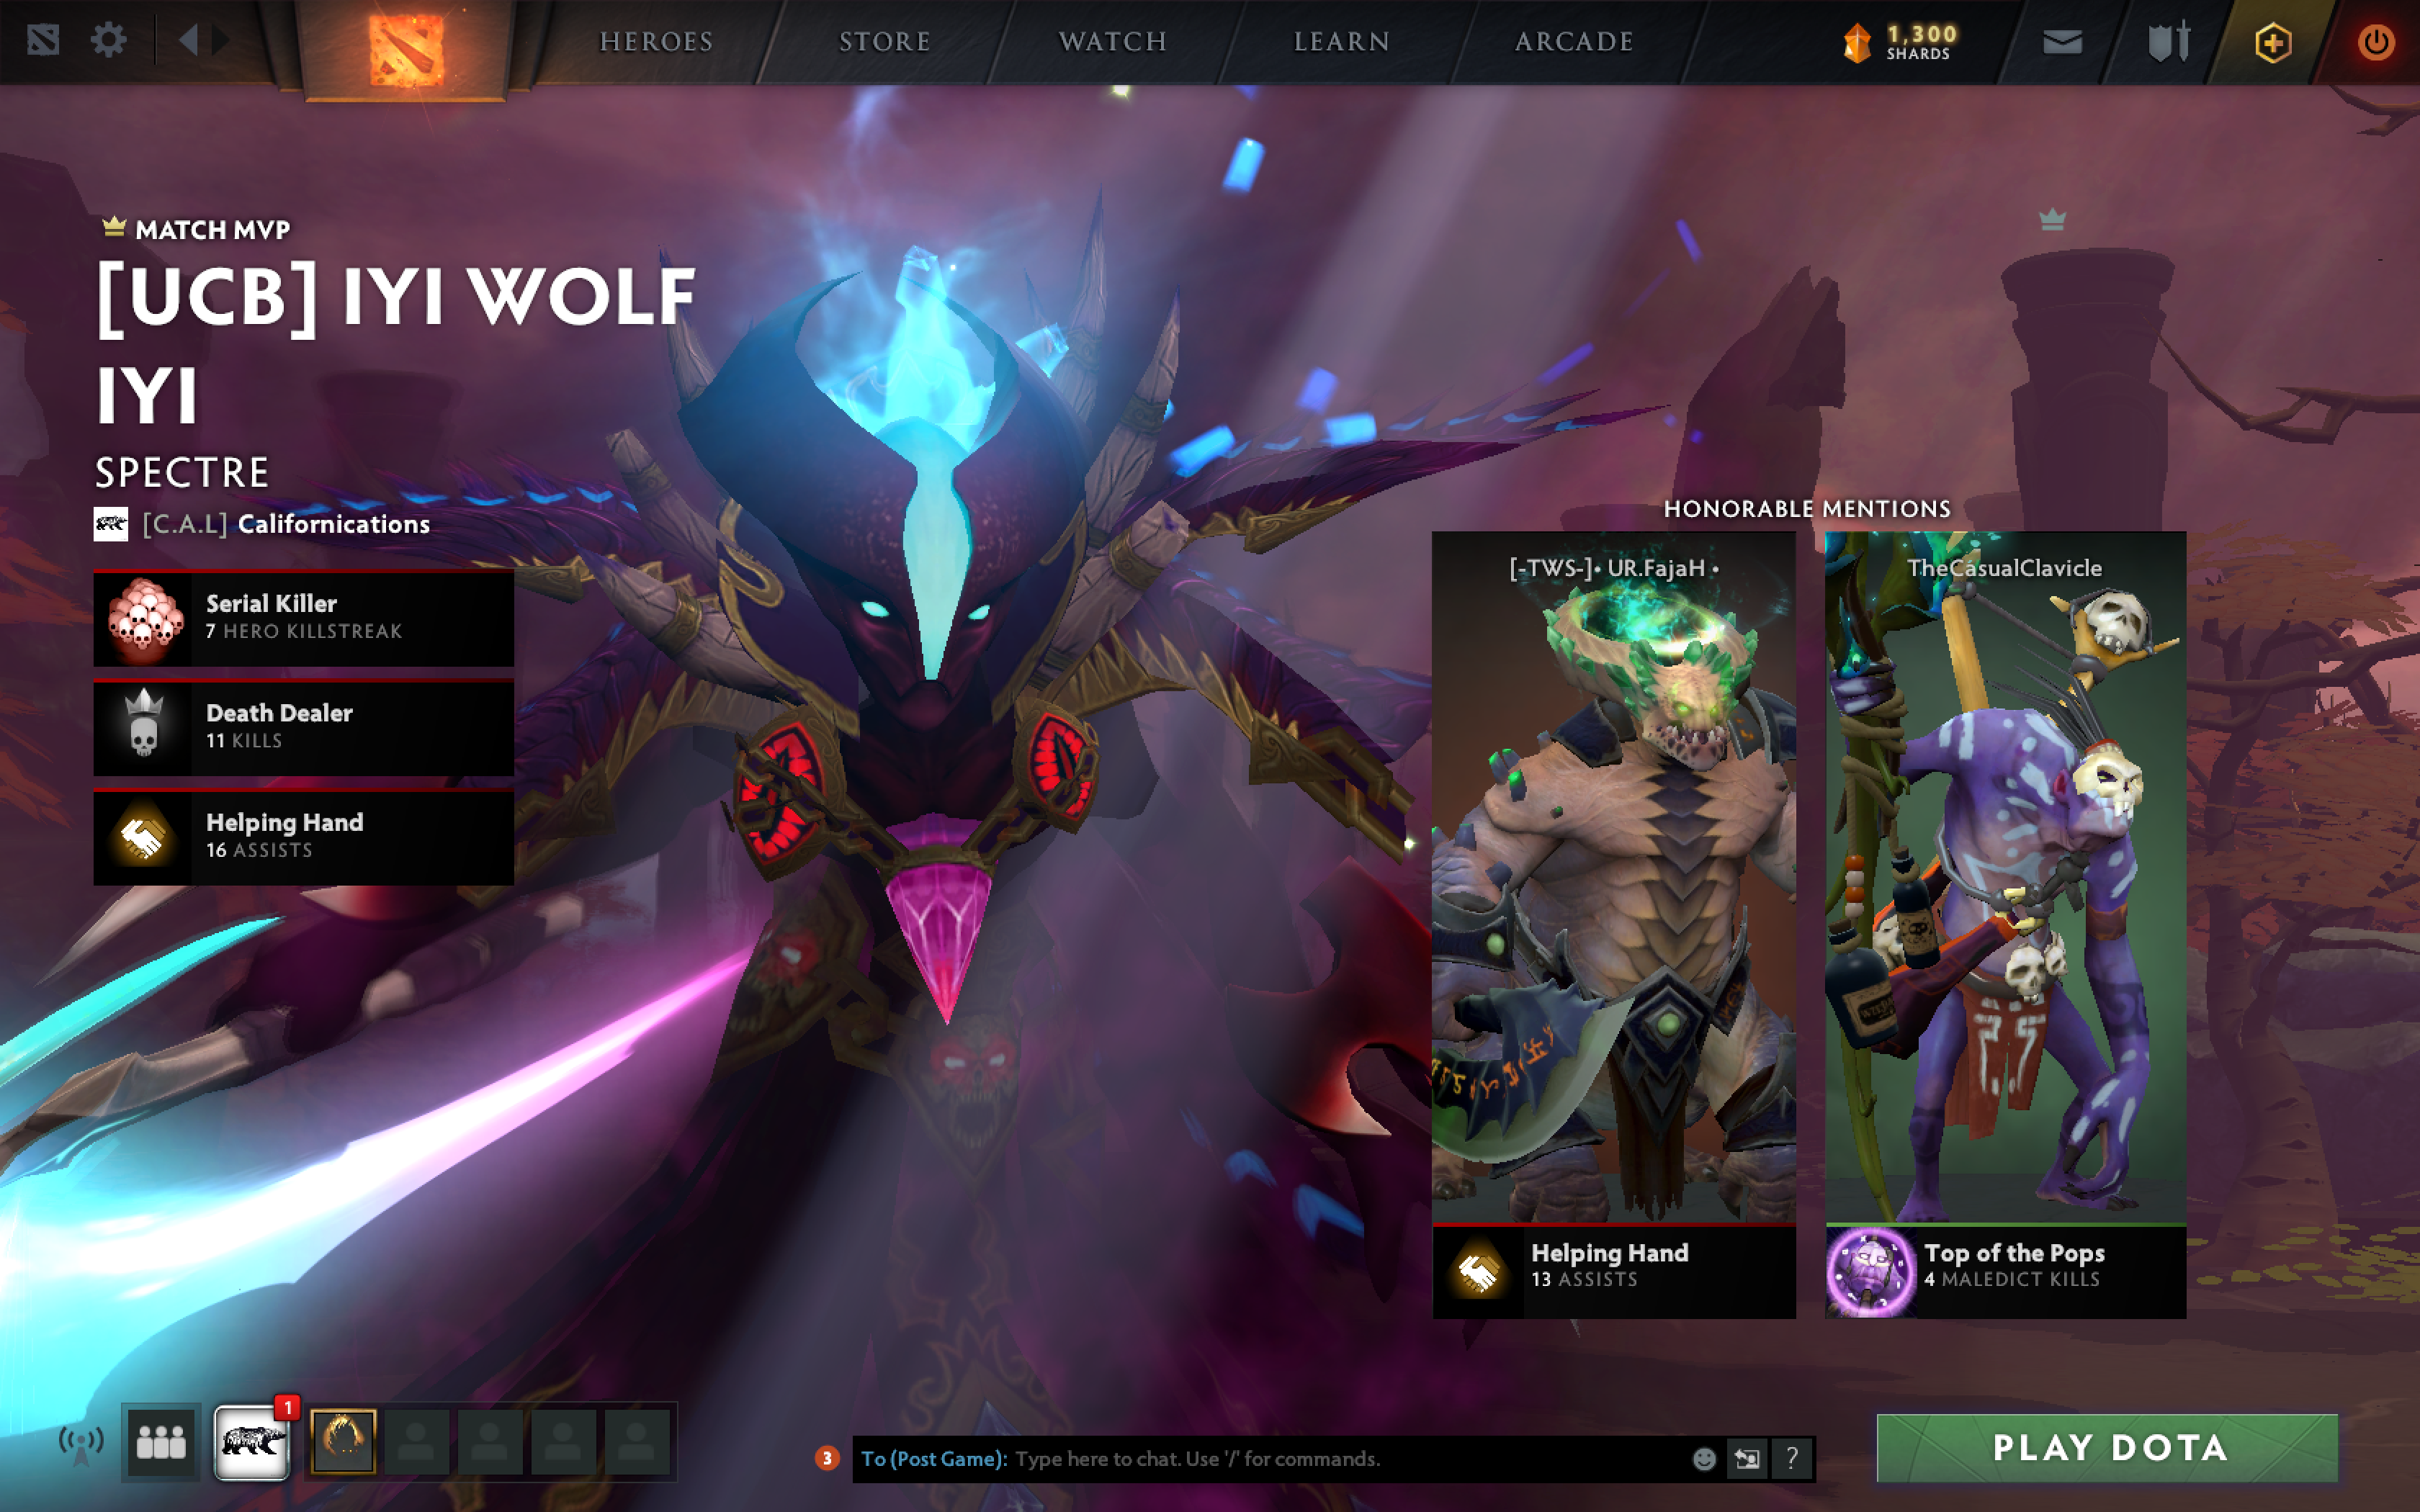 HEROES
STORE
WATCH
LEARN
ARCADE
1,300
SHARDS
MATCH MVP
[UCB] IYI WOLF
IYI
SPECTRE
[C.A.L] Californications
Serial Killer
7 HERO KILLSTREAK
Death Dealer
11 KILLS
Helping Hand
16 ASSISTS
HONORABLE MENTIONS
[-TWS-]• UR.FajaH •
Helping Hand
13 ASSISTS
TheCasualClavicle
Top of the Pops
4 MALEDICT KILLS
1
3
To (Post Game): Type here to chat. Use '/' for commands.
?
PLAY DOTA